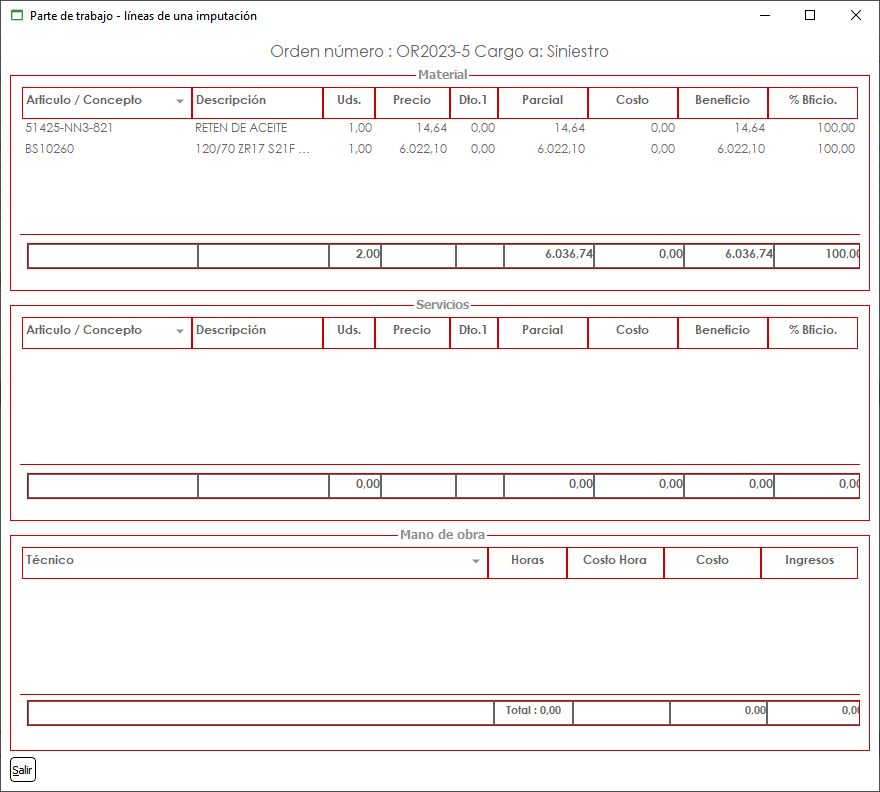 Parte de trabajo - líneas de una imputación
Orden número : OR2023-5 Cargo a: Siniestro
Material
Articulo / Concepto Descripción Uds. Precio Dto.1 Parcial Costo Beneficio % Bficio.
51425-NN3-821 RETEN DE ACEITE 1,00 14,64 0,00 14,64 0,00 14,64 100,00
BS10260 120/70 ZR17 S21F ... 1,00 6.022,10 0,00 6.022,10 0,00 6.022,10 100,00
2,00 6.036,74 0,00 6.036,74 100,00
Servicios
Articulo / Concepto Descripción Uds. Precio Dto.1 Parcial Costo Beneficio % Bficio.
0,00 0,00 0,00 0,00 0,00
Mano de obra
Técnico Horas Costo Hora Costo Ingresos
Total : 0,00 0,00 0,00
Salir